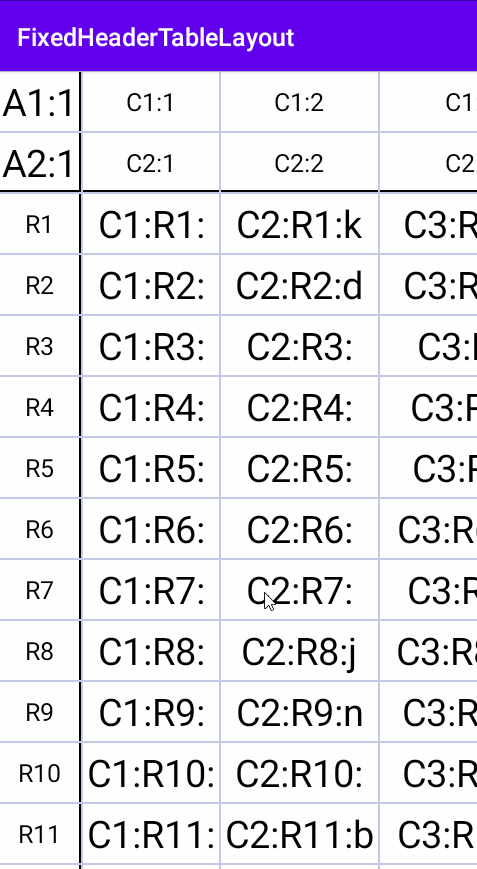 FixedHeaderTableLayout
A1:1 C1:1 C1:2 C1
A2:1 C2:1 C2:2 C2
R1 C1:R1: C2:R1:k C3:R
R2 C1:R2: C2:R2:d C3:R
R3 C1:R3: C2:R3: C3:
R4 C1:R4: C2:R4: C3:
R5 C1:R5: C2:R5: C3:
R6 C1:R6: C2:R6: C3:R
R7 C1:R7: C2:R7: C3:R
R8 C1:R8: C2:R8:j C3:R8
R9 C1:R9: C2:R9:n C3:R
R10 C1:R10: C2:R10: C3:R
R11 C1:R11: C2:R11:b C3:R